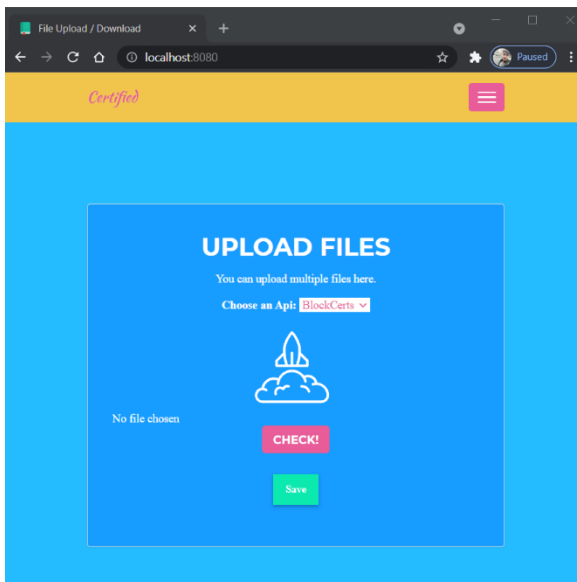 File Upload / Download
localhost:8080
Paused
Certified
UPLOAD FILES
You can upload multiple files here.
Choose an Api: BlockCerts
No file chosen
CHECK!
Save